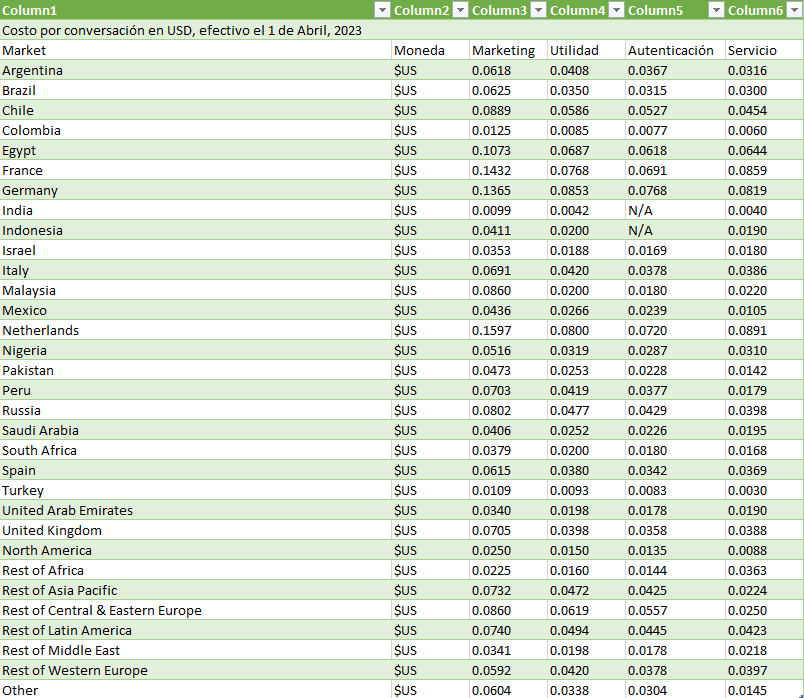 Column1 Column2 Column3 Column4 Column5 Column6
Costo por conversación en USD, efectivo el 1 de Abril, 2023
Market Moneda Marketing Utilidad Autenticación Servicio
Argentina $US 0.0618 0.0408 0.0367 0.0316
Brazil $US 0.0625 0.0350 0.0315 0.0300
Chile $US 0.0889 0.0586 0.0527 0.0454
Colombia $US 0.0125 0.0085 0.0077 0.0060
Egypt $US 0.1073 0.0687 0.0618 0.0644
France $US 0.1432 0.0768 0.0691 0.0859
Germany $US 0.1365 0.0853 0.0768 0.0819
India $US 0.0099 0.0042 N/A 0.0040
Indonesia $US 0.0411 0.0200 N/A 0.0190
Israel $US 0.0353 0.0188 0.0169 0.0180
Italy $US 0.0691 0.0420 0.0378 0.0386
Malaysia $US 0.0860 0.0200 0.0180 0.0220
Mexico $US 0.0436 0.0266 0.0239 0.0105
Netherlands $US 0.1597 0.0800 0.0720 0.0891
Nigeria $US 0.0516 0.0319 0.0287 0.0310
Pakistan $US 0.0473 0.0253 0.0228 0.0142
Peru $US 0.0703 0.0419 0.0377 0.0179
Russia $US 0.0802 0.0477 0.0429 0.0398
Saudi Arabia $US 0.0406 0.0252 0.0226 0.0195
South Africa $US 0.0379 0.0200 0.0180 0.0168
Spain $US 0.0615 0.0380 0.0342 0.0369
Turkey $US 0.0109 0.0093 0.0083 0.0030
United Arab Emirates $US 0.0340 0.0198 0.0178 0.0190
United Kingdom $US 0.0705 0.0398 0.0358 0.0388
North America $US 0.0250 0.0150 0.0135 0.0088
Rest of Africa $US 0.0225 0.0160 0.0144 0.0363
Rest of Asia Pacific $US 0.0732 0.0472 0.0425 0.0224
Rest of Central & Eastern Europe $US 0.0860 0.0619 0.0557 0.0250
Rest of Latin America $US 0.0740 0.0494 0.0445 0.0423
Rest of Middle East $US 0.0341 0.0198 0.0178 0.0218
Rest of Western Europe $US 0.0592 0.0420 0.0378 0.0397
Other $US 0.0604 0.0338 0.0304 0.0145